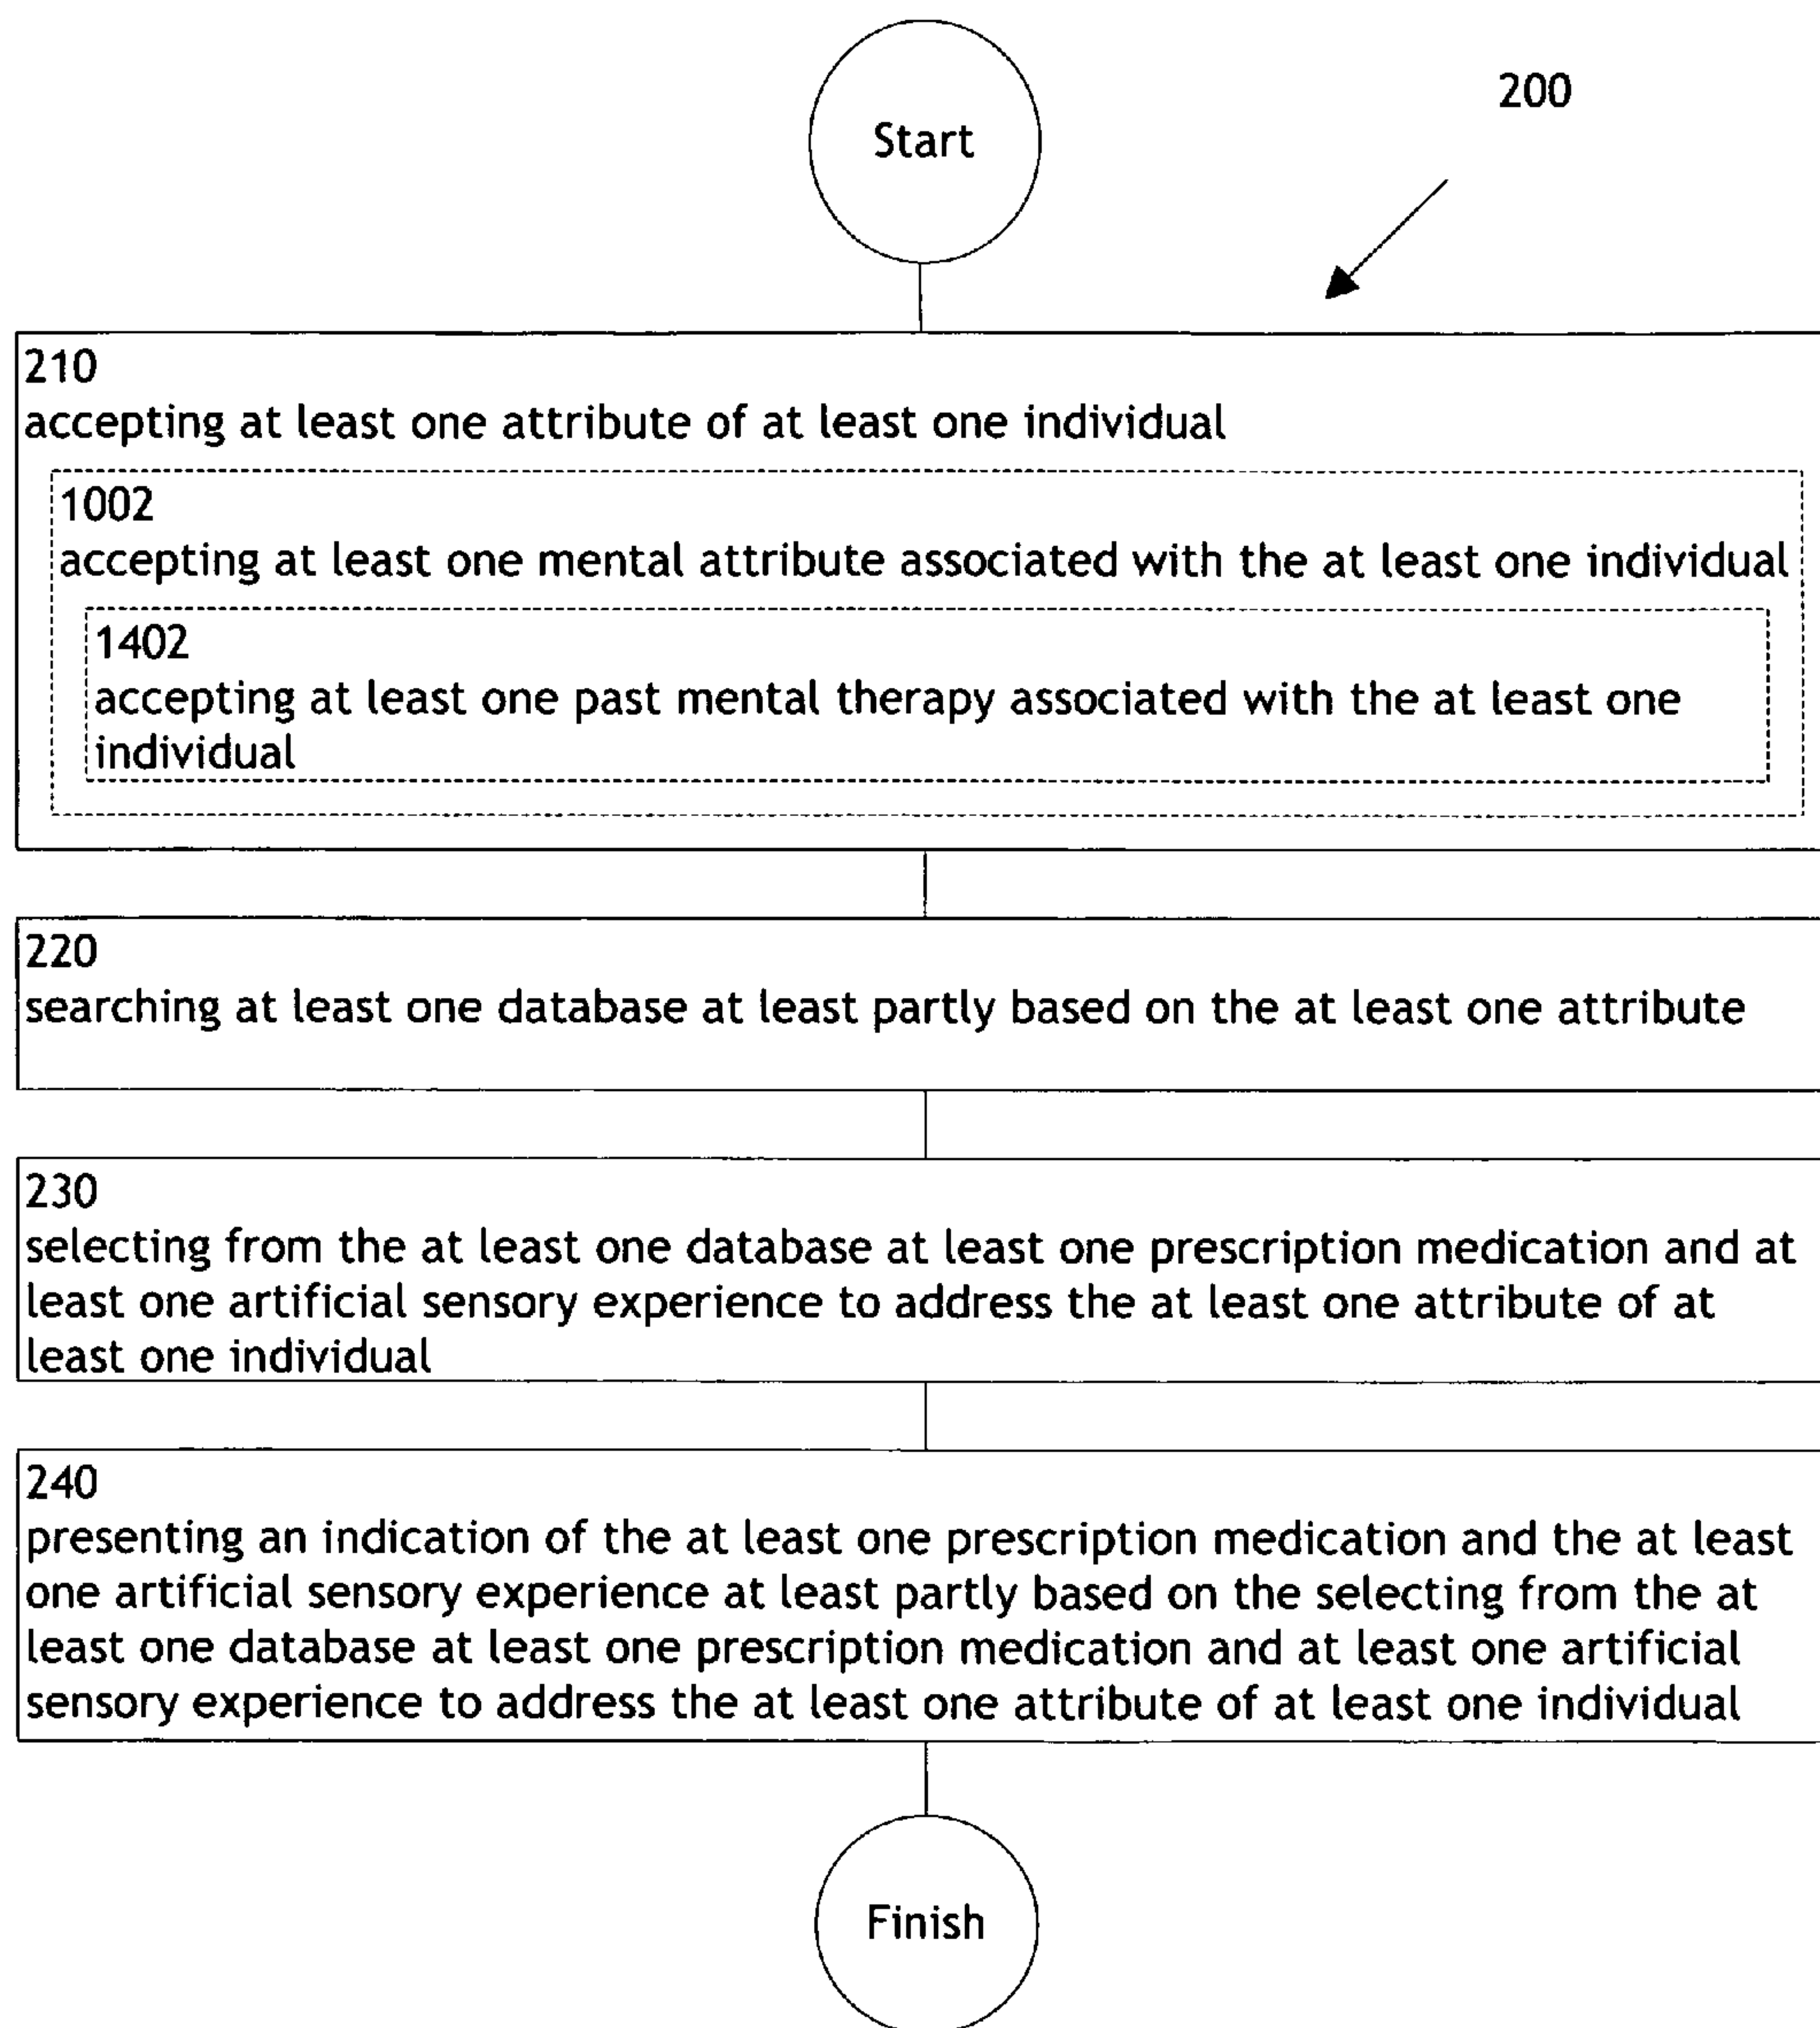 Start
200
210
accepting at least one attribute of at least one individual
1002
accepting at least one mental attribute associated with the at least one individual
1402
accepting at least one past mental therapy associated with the at least one
individual
220
searching at least one database at least partly based on the at least one attribute
230
selecting from the at least one database at least one prescription medication and at
least one artificial sensory experience to address the at least one attribute of at
least one individual
240
presenting an indication of the at least one prescription medication and the at least
one artificial sensory experience at least partly based on the selecting from the at
least one database at least one prescription medication and at least one artificial
sensory experience to address the at least one attribute of at least one individual
Finish